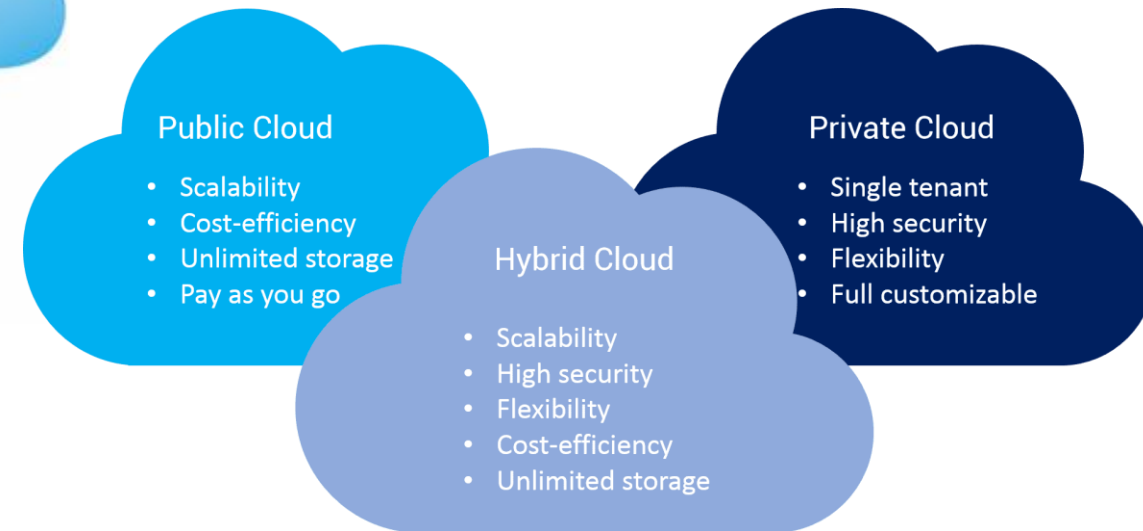 Public Cloud
• Scalability
• Cost-efficiency
• Unlimited storage
• Pay as you go
Private Cloud
• Single tenant
• High security
• Flexibility
• Full customizable
Hybrid Cloud
• Scalability
• High security
• Flexibility
• Cost-efficiency
• Unlimited storage